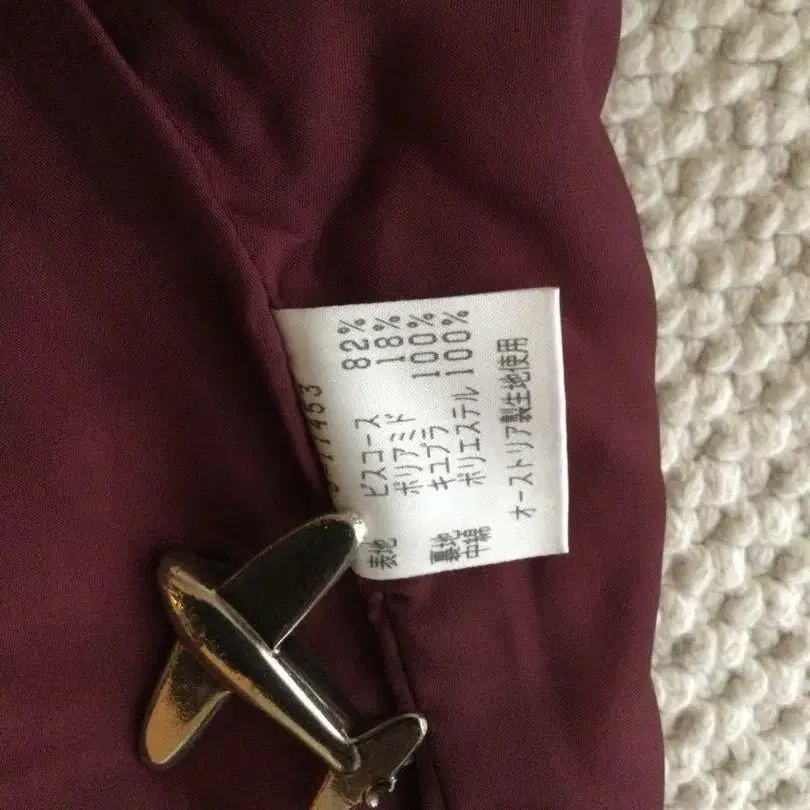 表地 ビスコース 82%
ポリアミド 18%
裏地 キュプラ 100%
中綿 ポリエステル 100%
オーストリア製生地使用